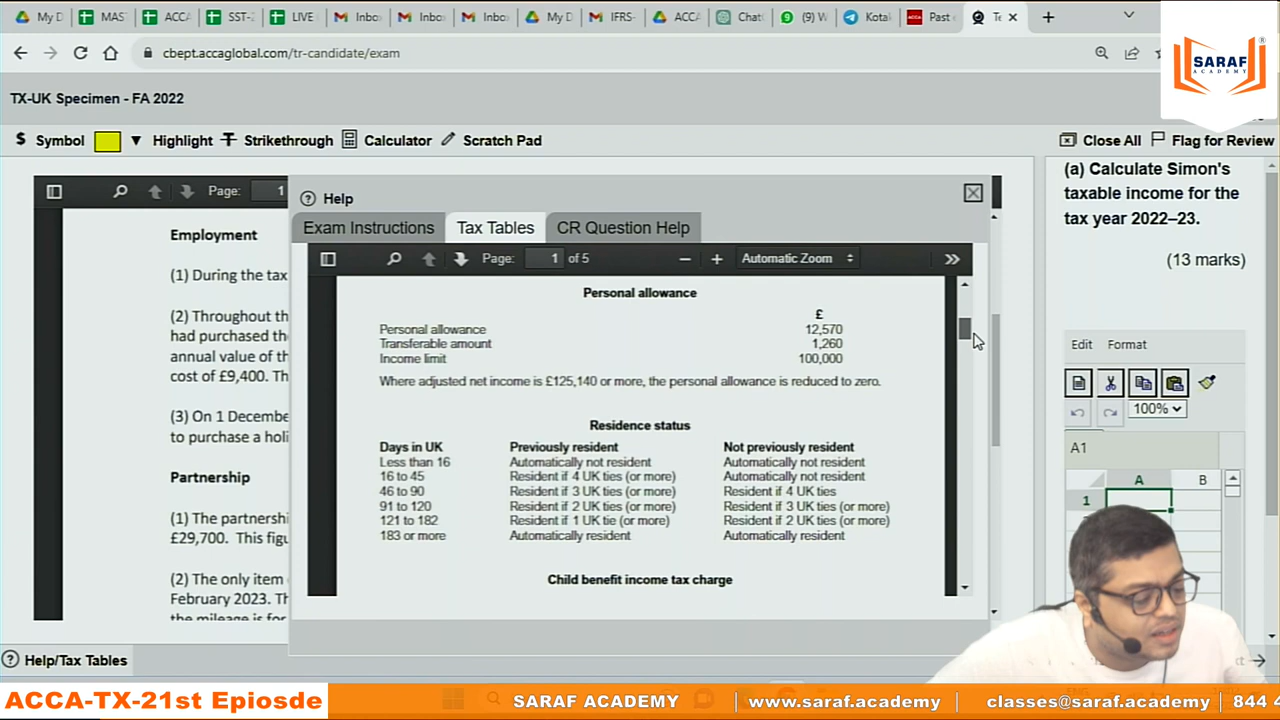 My D
MAS
ACCA
SST-2
LIVE
Inbo
Inbo
Inbo
My D
IFRS-
ACCA
Chat
(9) W
Kotak
Past
Te
cbept.accaglobal.com/tr-candidate/exam
SARAF
ACADEMY
TX-UK Specimen - FA 2022
$ Symbol Highlight Strikethrough Calculator Scratch Pad
Close All Flag for Review
Page: 1
Employment
(1) During the tax
(2) Throughout th
had purchased the
annual value of the
cost of £9,400. Th
(3) On 1 Decembe
to purchase a holi
Partnership
(1) The partnershi
£29,700. This figu
(2) The only item
February 2023. T
the mileage is for
Help
Exam Instructions Tax Tables CR Question Help
Page: 1 of 5 Automatic Zoom
Personal allowance
£
Personal allowance 12,570
Transferable amount 1,260
Income limit 100,000
Where adjusted net income is £125,140 or more, the personal allowance is reduced to zero.
Residence status
Days in UK Previously resident Not previously resident
Less than 16 Automatically not resident Automatically not resident
16 to 45 Resident if 4 UK ties (or more) Automatically not resident
46 to 90 Resident if 3 UK ties (or more) Resident if 4 UK ties
91 to 120 Resident if 2 UK ties (or more) Resident if 3 UK ties (or more)
121 to 182 Resident if 1 UK tie (or more) Resident if 2 UK ties (or more)
183 or more Automatically resident Automatically resident
Child benefit income tax charge
(a) Calculate Simon's
taxable income for the
tax year 2022–23.
(13 marks)
Edit Format
100%
A1
A B
1
Help/Tax Tables
ACCA-TX-21st Epiosde
SARAF ACADEMY | www.saraf.academy | classes@saraf.academy | 844